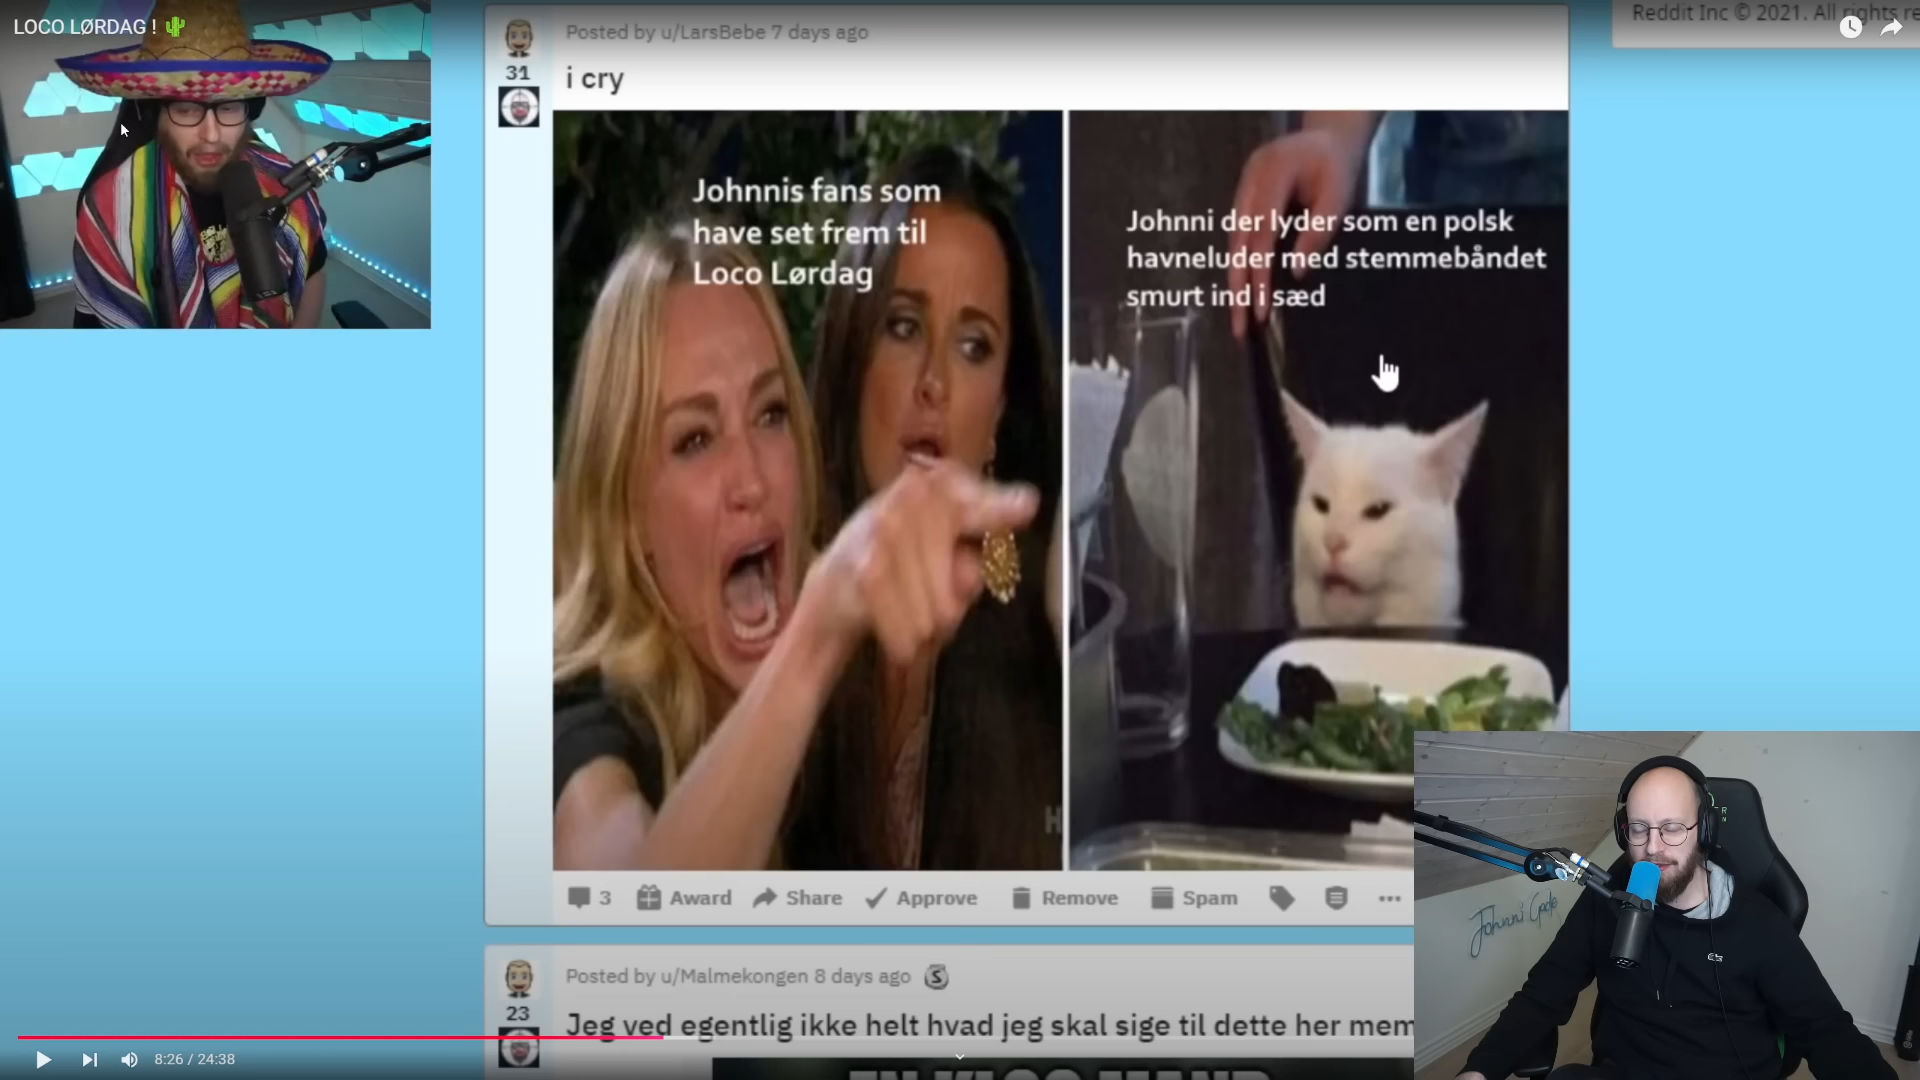 LOCO LØRDAG !
Reddit Inc © 2021. All rights re
Posted by u/LarsBebe 7 days ago
31
i cry
Johnnis fans som
have set frem til
Loco Lørdag
Johnni der lyder som en polsk
havneluder med stemmebåndet
smurt ind i sæd
3 Award Share Approve Remove Spam
Posted by u/Malmekongen 8 days ago
23
Jeg ved egentlig ikke helt hvad jeg skal sige til dette her mem
8:26 / 24:38